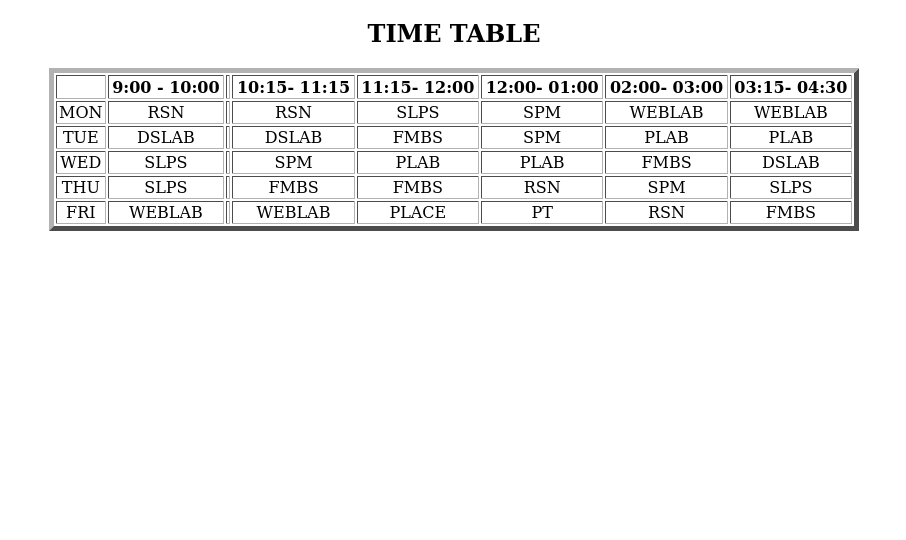 TIME TABLE
9:00 - 10:00 10:15- 11:15 11:15- 12:00 12:00- 01:00 02:00- 03:00 03:15- 04:30
MON RSN RSN SLPS SPM WEBLAB WEBLAB
TUE DSLAB DSLAB FMBS SPM PLAB PLAB
WED SLPS SPM PLAB PLAB FMBS DSLAB
THU SLPS FMBS FMBS RSN SPM SLPS
FRI WEBLAB WEBLAB PLACE PT RSN FMBS